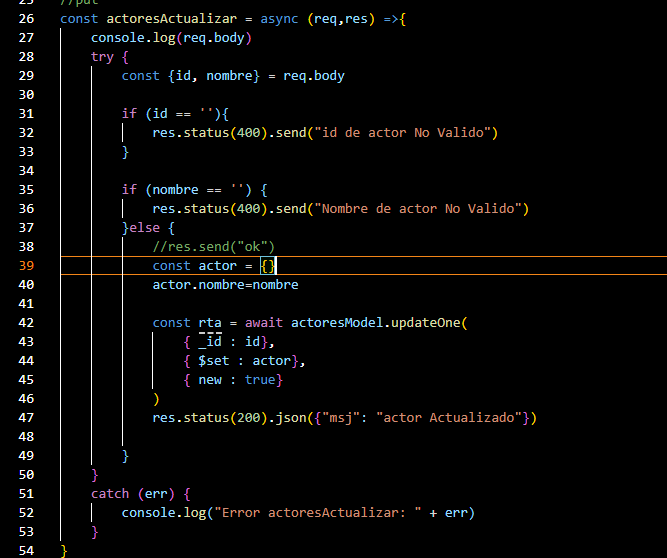 25 //put
26 const actoresActualizar = async (req,res) =>{
27     console.log(req.body)
28     try {
29         const {id, nombre} = req.body
30
31         if (id == ''){
32             res.status(400).send("id de actor No Valido")
33         }
34
35         if (nombre == '') {
36             res.status(400).send("Nombre de actor No Valido")
37         }else {
38             //res.send("ok")
39             const actor = {}
40             actor.nombre=nombre
41
42             const rta = await actoresModel.updateOne(
43                 { _id : id},
44                 { $set : actor},
45                 { new : true}
46             )
47             res.status(200).json({"msj": "actor Actualizado"})
48
49         }
50     }
51     catch (err) {
52         console.log("Error actoresActualizar: " + err)
53     }
54 }